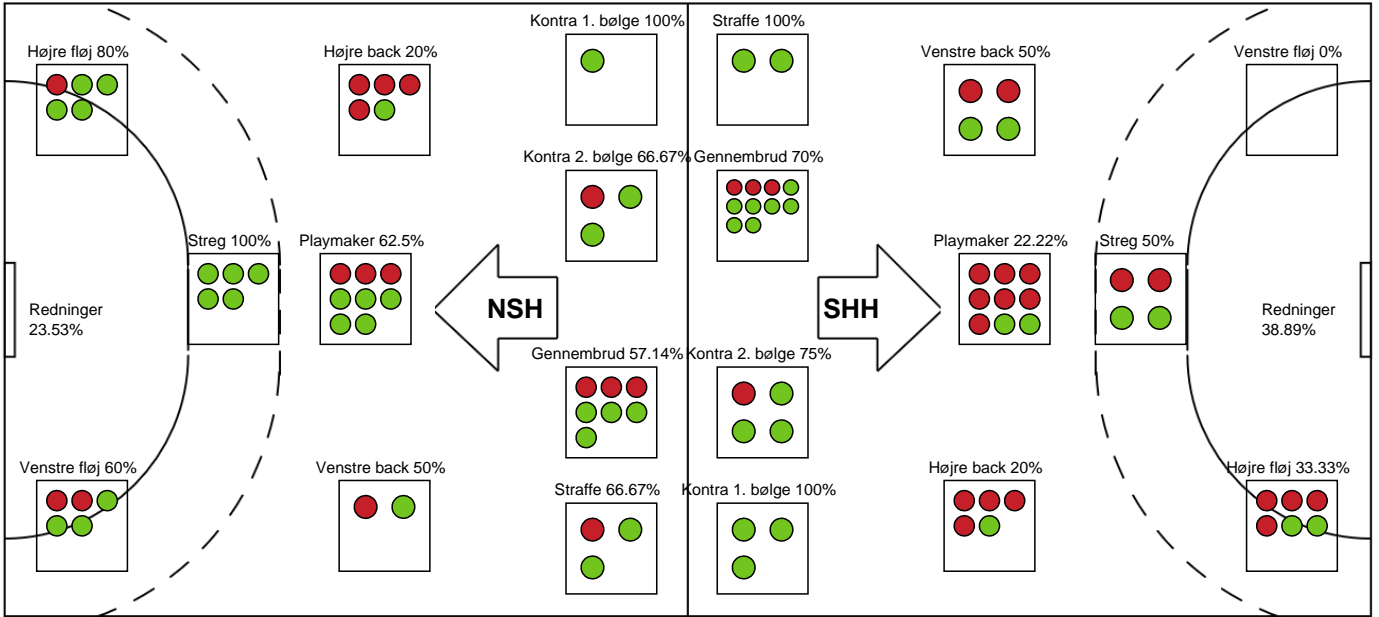 Kontra 1. bølge 100%
Straffe 100%
Højre fløj 80%
Højre back 20%
Venstre back 50%
Venstre fløj 0%
Kontra 2. bølge 66.67%
Gennembrud 70%
Streg 100%
Playmaker 62.5%
Playmaker 22.22%
Streg 50%
Redninger
23.53%
NSH
SHH
Redninger
38.89%
Gennembrud 57.14%
Kontra 2. bølge 75%
Venstre fløj 60%
Venstre back 50%
Straffe 66.67%
Kontra 1. bølge 100%
Højre back 20%
Højre fløj 33.33%